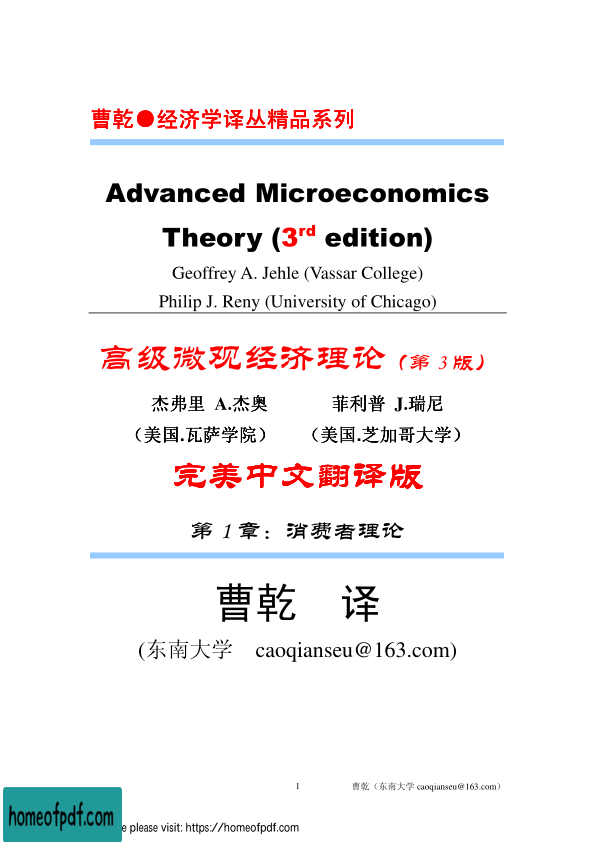 曹乾●经济学译丛精品系列
Advanced Microeconomics
Theory (3rd edition)
Geoffrey A. Jehle (Vassar College)
Philip J. Reny (University of Chicago)
高级微观经济理论（第 3 版）
杰弗里 A.杰奥 菲利普 J.瑞尼
（美国.瓦萨学院） （美国.芝加哥大学）
完美中文翻译版
第 1 章：消费者理论
曹乾 译
(东南大学 caoqianseu@163.com)
1 曹乾（东南大学 caoqianseu@163.com）
homeofpdf.com
please visit: https://homeofpdf.com